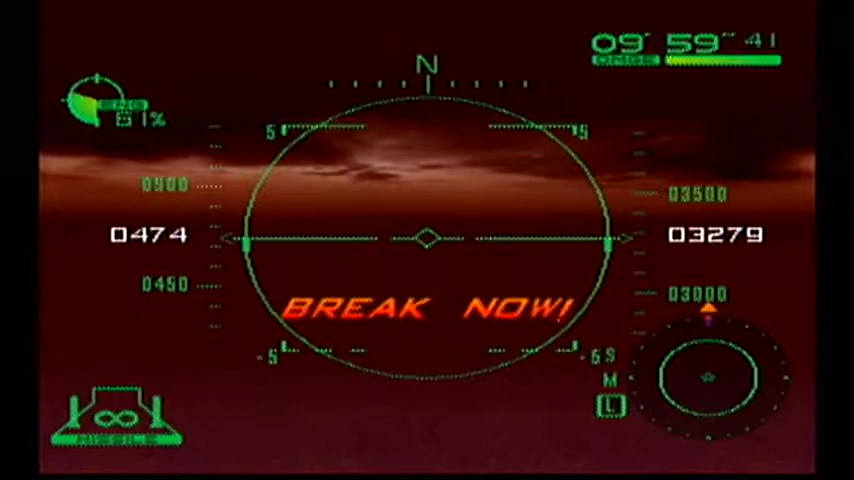 N
09' 59" 41
DMGE
81%
5 5
0500 03500
0474 03279
0450 03000
BREAK NOW!
-5 -5
S
M
L
∞
MISSILE